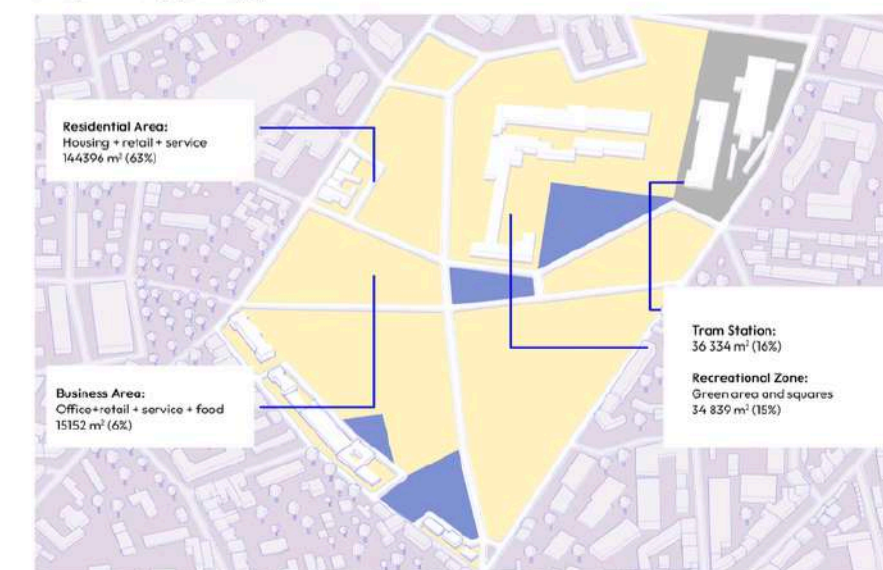 Residential Area:
Housing + retail + service
144396 m² (63%)
Business Area:
Office+retail + service + food
15152 m² (6%)
Tram Station:
36 334 m² (16%)
Recreational Zone:
Green area and squares
34 839 m² (15%)